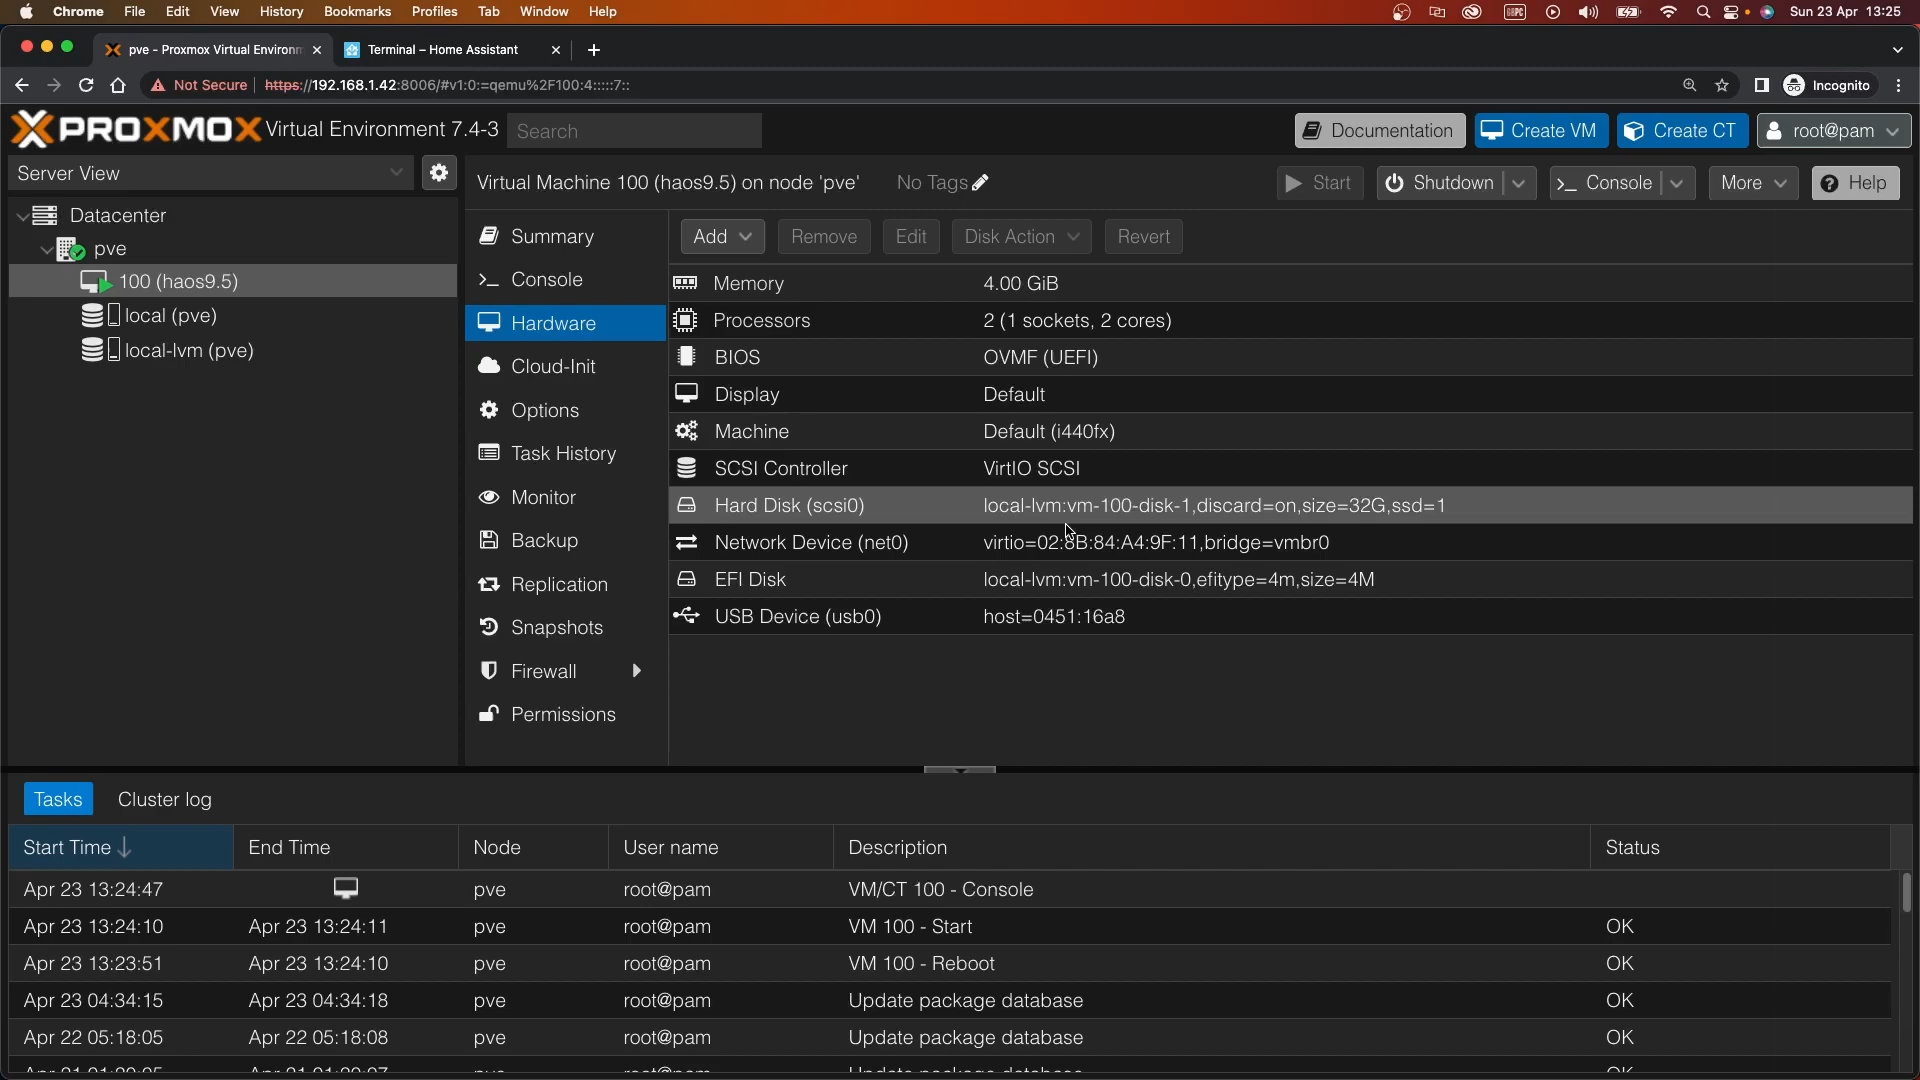 Chrome File Edit View History Bookmarks Profiles Tab Window Help Sun 23 Apr 13:25
pve - Proxmox Virtual Environm Terminal – Home Assistant
Not Secure https://192.168.1.42:8006/#v1:0:=qemu%2F100:4:::::7:: Incognito
PROXMOX Virtual Environment 7.4-3 Search Documentation Create VM Create CT root@pam
Server View
Virtual Machine 100 (haos9.5) on node 'pve' No Tags Start Shutdown Console More Help
Datacenter
pve
100 (haos9.5)
local (pve)
local-lvm (pve)
Summary
Console
Hardware
Cloud-Init
Options
Task History
Monitor
Backup
Replication
Snapshots
Firewall
Permissions
Add Remove Edit Disk Action Revert
Memory 4.00 GiB
Processors 2 (1 sockets, 2 cores)
BIOS OVMF (UEFI)
Display Default
Machine Default (i440fx)
SCSI Controller VirtIO SCSI
Hard Disk (scsi0) local-lvm:vm-100-disk-1,discard=on,size=32G,ssd=1
Network Device (net0) virtio=02:8B:84:A4:9F:11,bridge=vmbr0
EFI Disk local-lvm:vm-100-disk-0,efitype=4m,size=4M
USB Device (usb0) host=0451:16a8
Tasks Cluster log
Start Time End Time Node User name Description Status
Apr 23 13:24:47 pve root@pam VM/CT 100 - Console
Apr 23 13:24:10 Apr 23 13:24:11 pve root@pam VM 100 - Start OK
Apr 23 13:23:51 Apr 23 13:24:10 pve root@pam VM 100 - Reboot OK
Apr 23 04:34:15 Apr 23 04:34:18 pve root@pam Update package database OK
Apr 22 05:18:05 Apr 22 05:18:08 pve root@pam Update package database OK